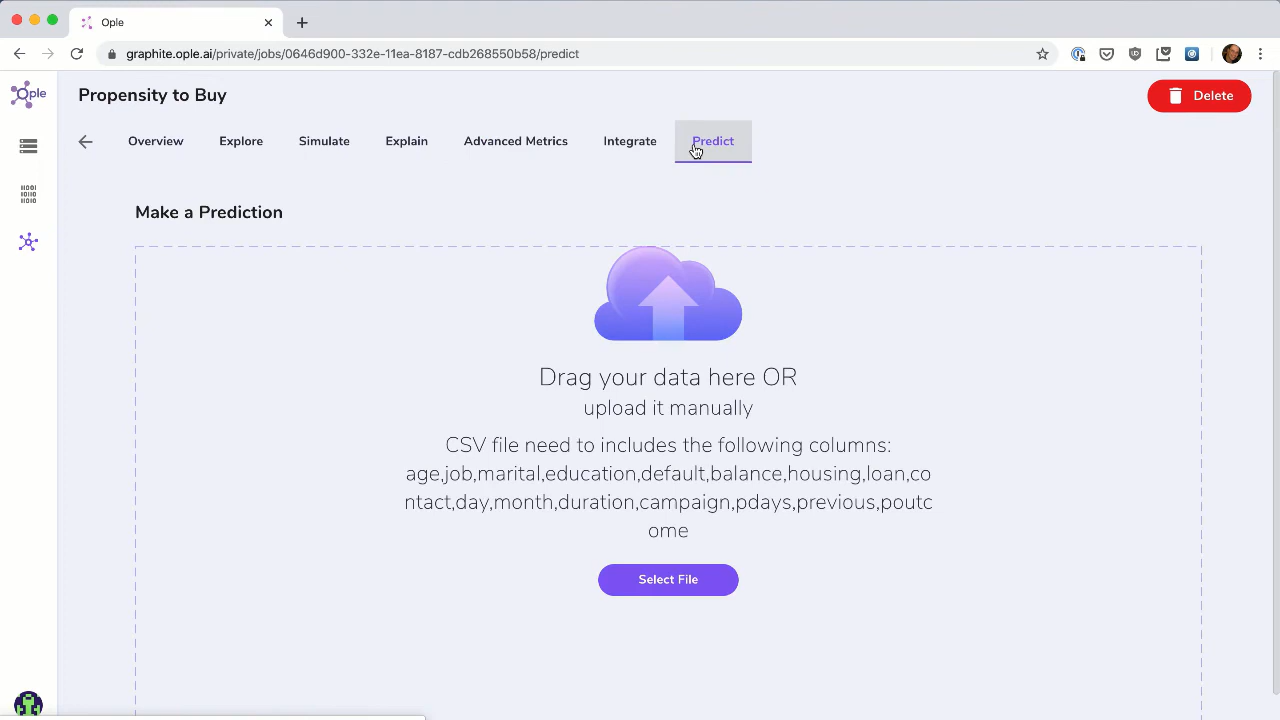 Ople
graphite.ople.ai/private/jobs/0646d900-332e-11ea-8187-cdb268550b58/predict
Ople
Propensity to Buy
Delete
Overview
Explore
Simulate
Explain
Advanced Metrics
Integrate
Predict
Make a Prediction
Drag your data here OR
upload it manually
CSV file need to includes the following columns:
age,job,marital,education,default,balance,housing,loan,co
ntact,day,month,duration,campaign,pdays,previous,poutc
ome
Select File